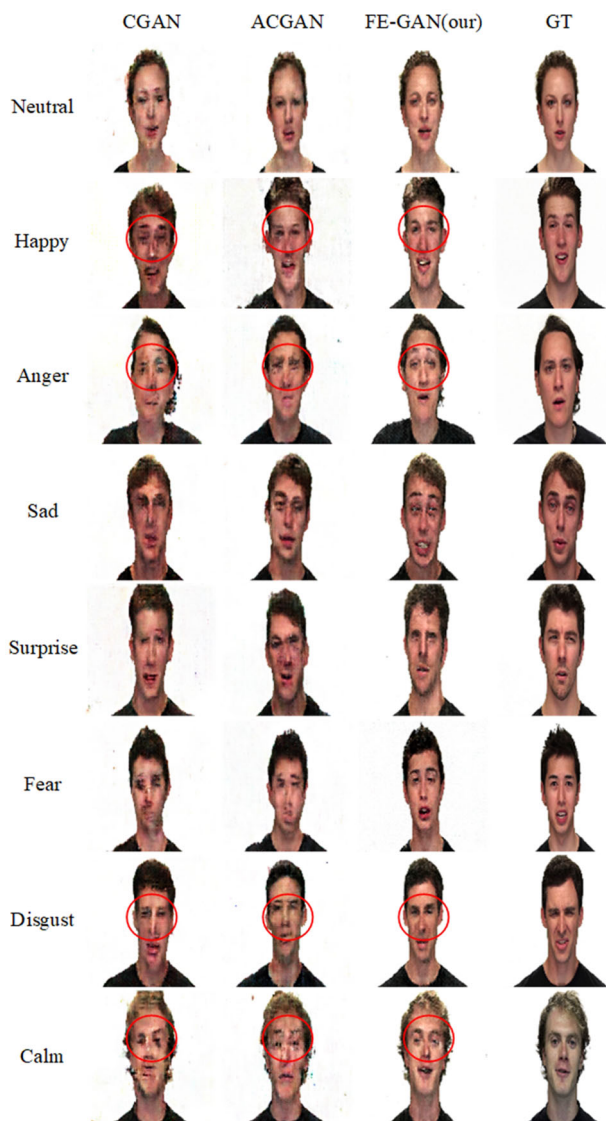 CGAN ACGAN FE-GAN(our) GT
Neutral
Happy
Anger
Sad
Surprise
Fear
Disgust
Calm